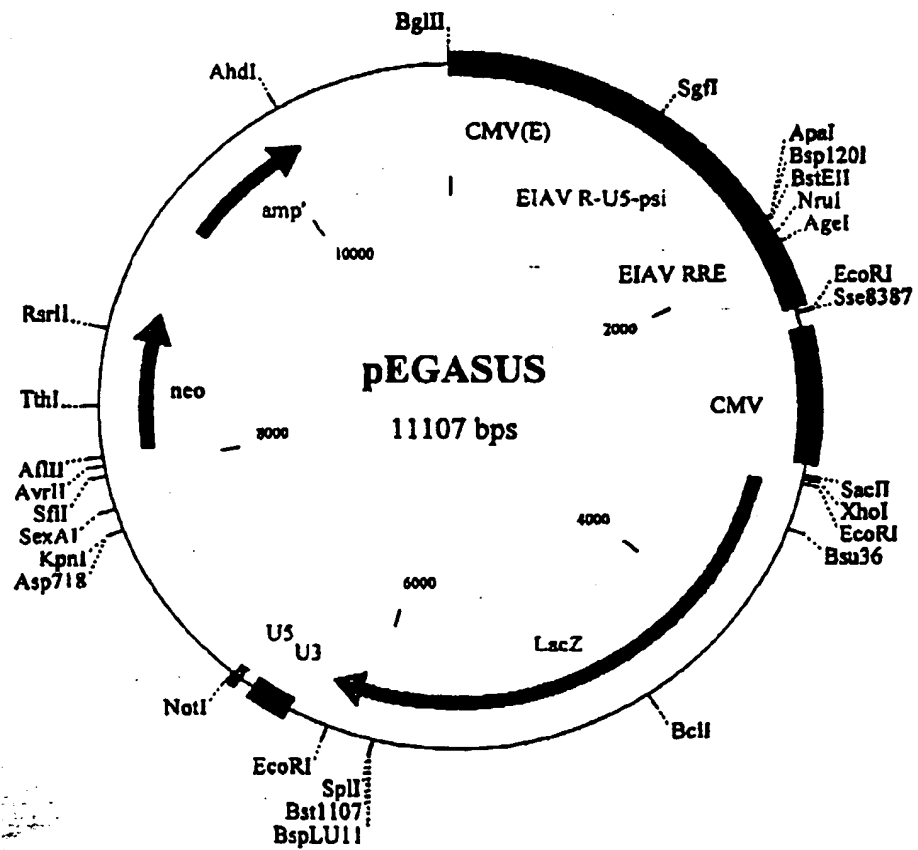 BglII
AhdI
SgfI
CMV(E)
ApaI
Bsp120I
BstEII
NruI
AgeI
EIAV R-U5-psi
amp'
10000
EIAV RRE
EcoRI
Sse8387
2000
RsrII
pEGASUS
neo
TthI
CMV
11107 bps
8000
AflII
AvrII
SfiI
SexAI
KpnI
Asp718
SacII
XhoI
EcoRI
Bsu36
4000
6000
U5
U3
LacZ
NotI
BclI
EcoRI
SplI
Bst1107
BspLU11